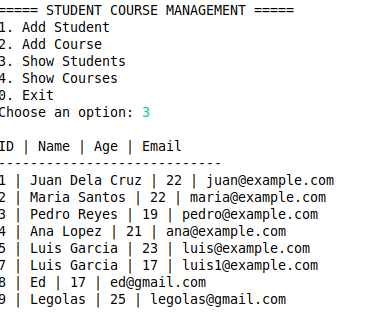 ===== STUDENT COURSE MANAGEMENT =====
1. Add Student
2. Add Course
3. Show Students
4. Show Courses
0. Exit
Choose an option: 3

ID | Name | Age | Email
----------------------------
1 | Juan Dela Cruz | 22 | juan@example.com
2 | Maria Santos | 22 | maria@example.com
3 | Pedro Reyes | 19 | pedro@example.com
4 | Ana Lopez | 21 | ana@example.com
5 | Luis Garcia | 23 | luis@example.com
7 | Luis Garcia | 17 | luis1@example.com
8 | Ed | 17 | ed@gmail.com
9 | Legolas | 25 | legolas@gmail.com